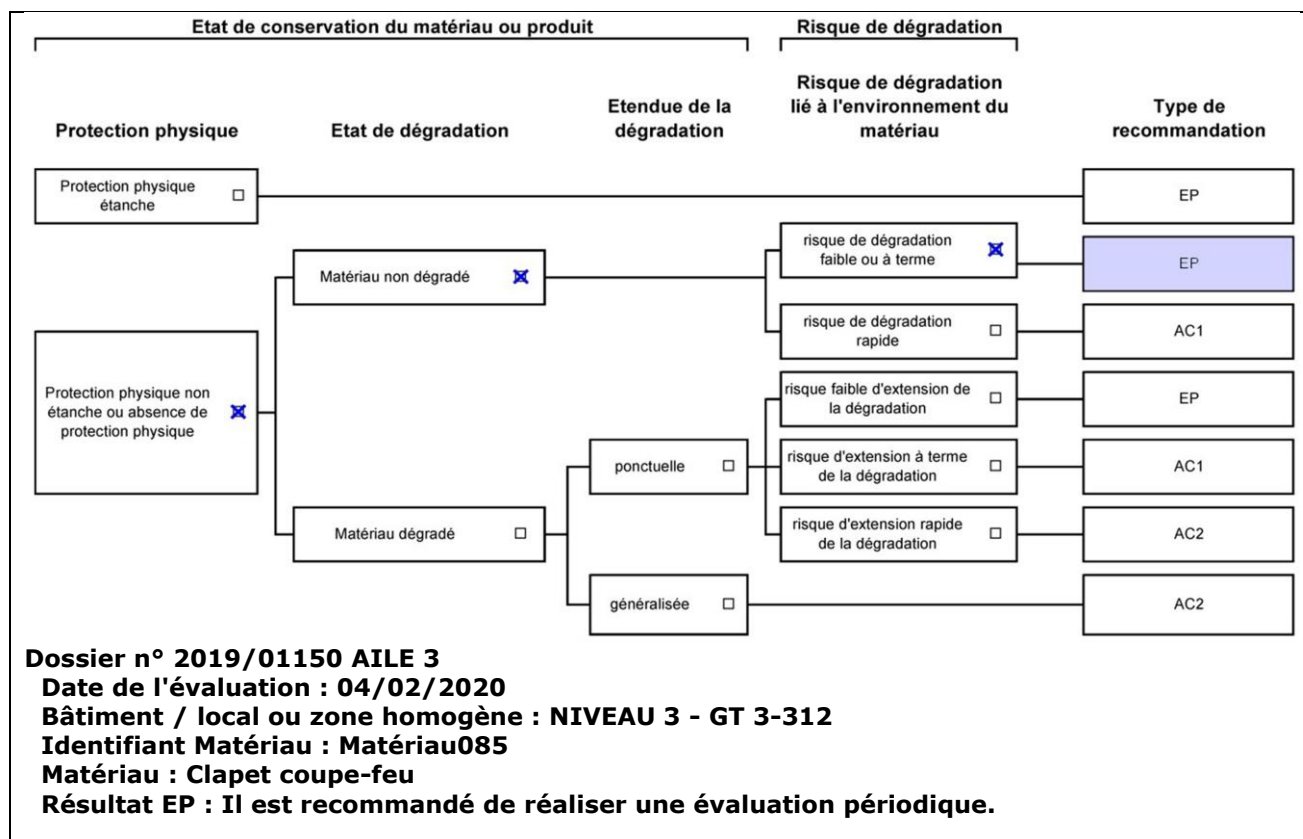 Etat de conservation du matériau ou produit
Risque de dégradation
Protection physique
Etat de dégradation
Etendue de la
dégradation
Risque de dégradation
lié à l'environnement du
matériau
Type de
recommandation
Protection physique
étanche
EP
risque de dégradation
faible ou à terme
EP
Matériau non dégradé
risque de dégradation
rapide
AC1
Protection physique non
étanche ou absence de
protection physique
risque faible d'extension de
la dégradation
EP
ponctuelle
risque d'extension à terme
de la dégradation
AC1
Matériau dégradé
risque d'extension rapide
de la dégradation
AC2
généralisée
AC2
Dossier n° 2019/01150 AILE 3
Date de l'évaluation : 04/02/2020
Bâtiment / local ou zone homogène : NIVEAU 3 - GT 3-312
Identifiant Matériau : Matériau085
Matériau : Clapet coupe-feu
Résultat EP : Il est recommandé de réaliser une évaluation périodique.